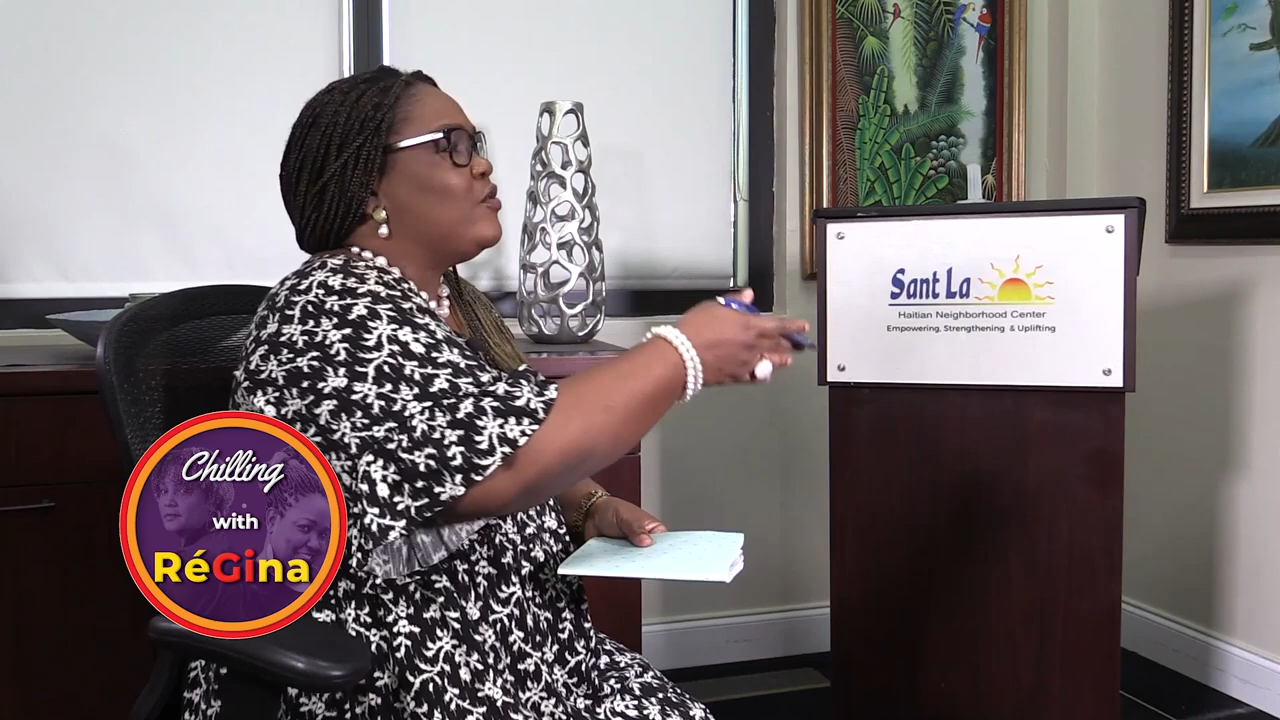 Sant La
Haitian Neighborhood Center
Empowering, Strengthening & Uplifting
Chilling
with
RéGina